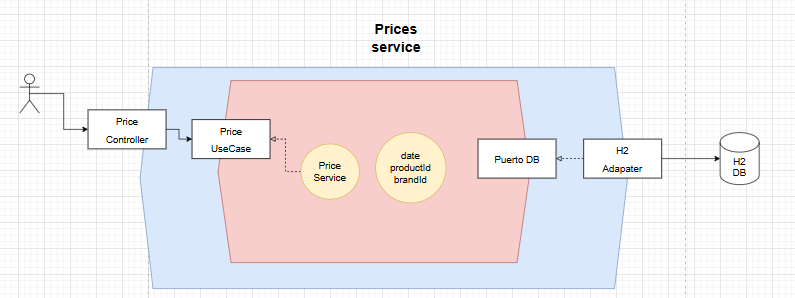 Prices
service
Price
Controller
Price
UseCase
Price
Service
date
productId
brandId
Puerto DB
H2
Adapater
H2
DB